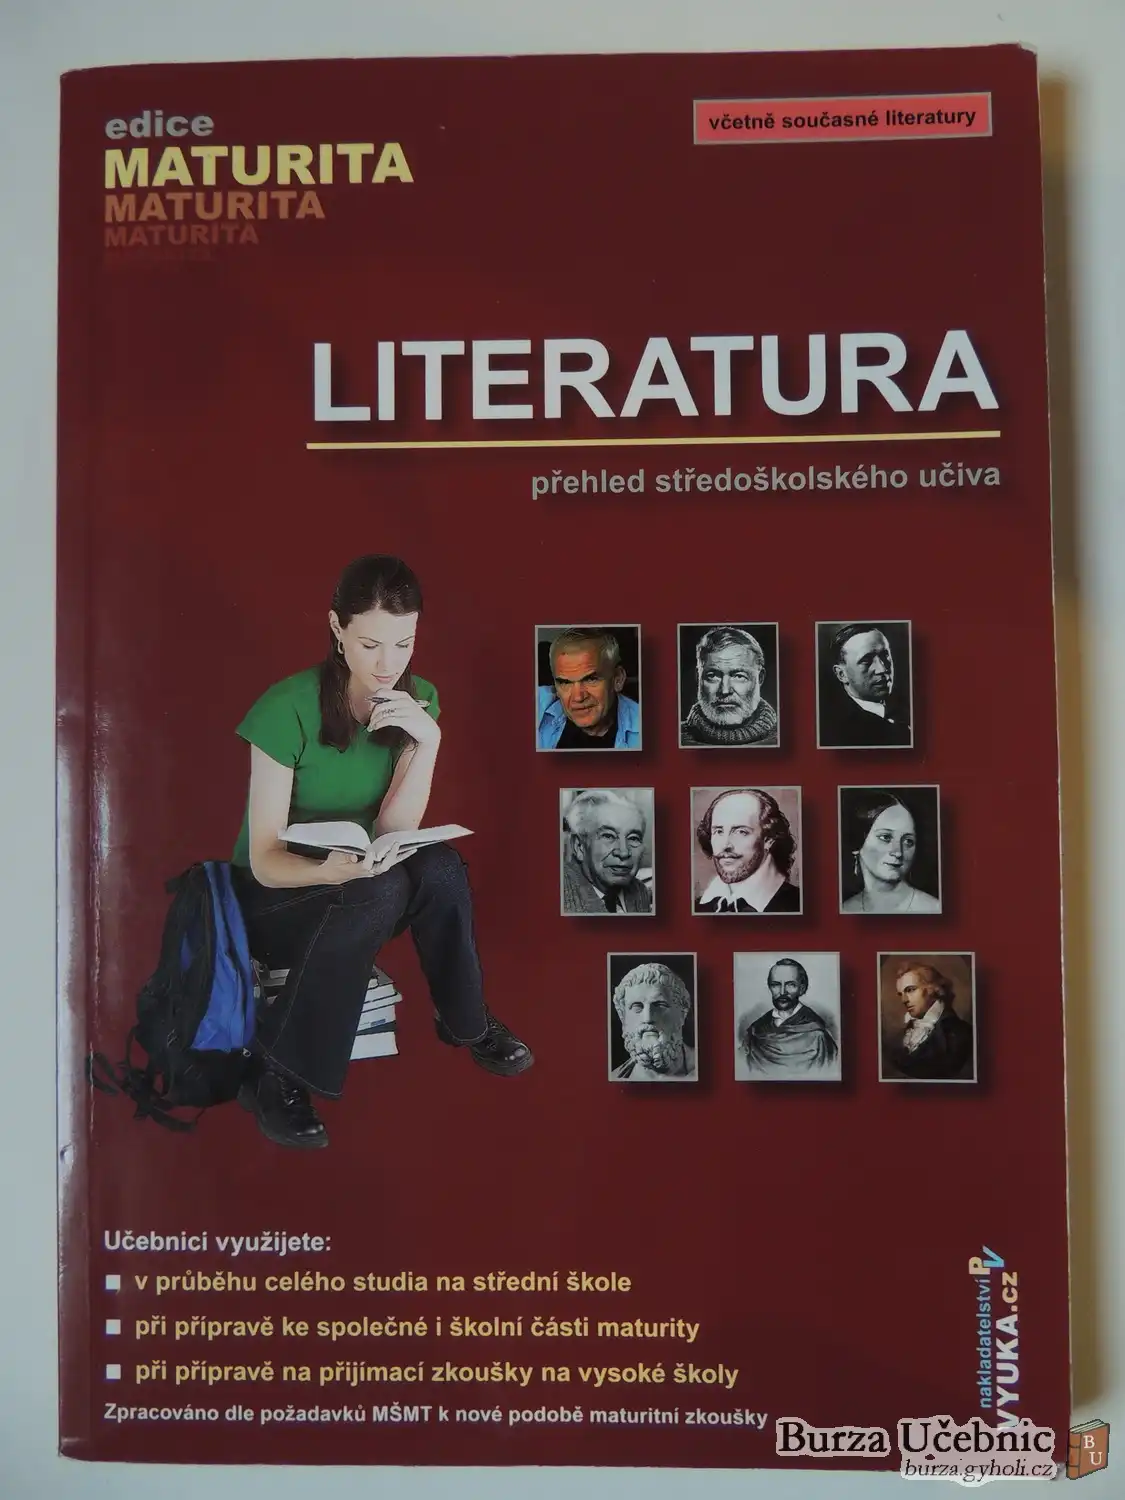 edice
MATURITA
MATURITA
MATURITA
včetně současné literatury
LITERATURA
přehled středoškolského učiva
Učebnici využijete:
v průběhu celého studia na střední škole
při přípravě ke společné i školní části maturity
při přípravě na přijímací zkoušky na vysoké školy
Zpracováno dle požadavků MŠMT k nové podobě maturitní zkoušky
nakladatelství PV
VYUKA.cz
Burza Učebnic
burza.gyholi.cz
B
U